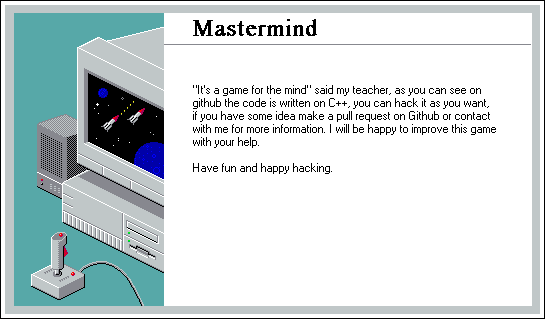 Mastermind
"It's a game for the mind" said my teacher, as you can see on
github the code is written on C++, you can hack it as you want,
if you have some idea make a pull request on Github or contact
with me for more information. I will be happy to improve this game
with your help.
Have fun and happy hacking.